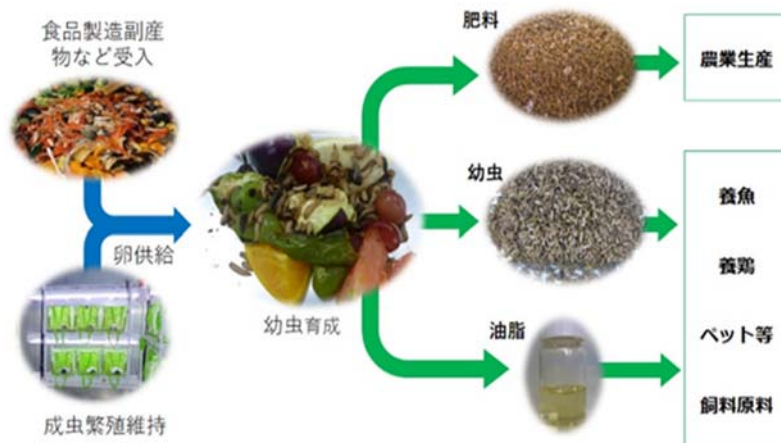 食品製造副産
物など受入
卵供給
成虫繁殖維持
幼虫育成
肥料
幼虫
油脂
農業生産
養魚
養鶏
ペット等
飼料原料